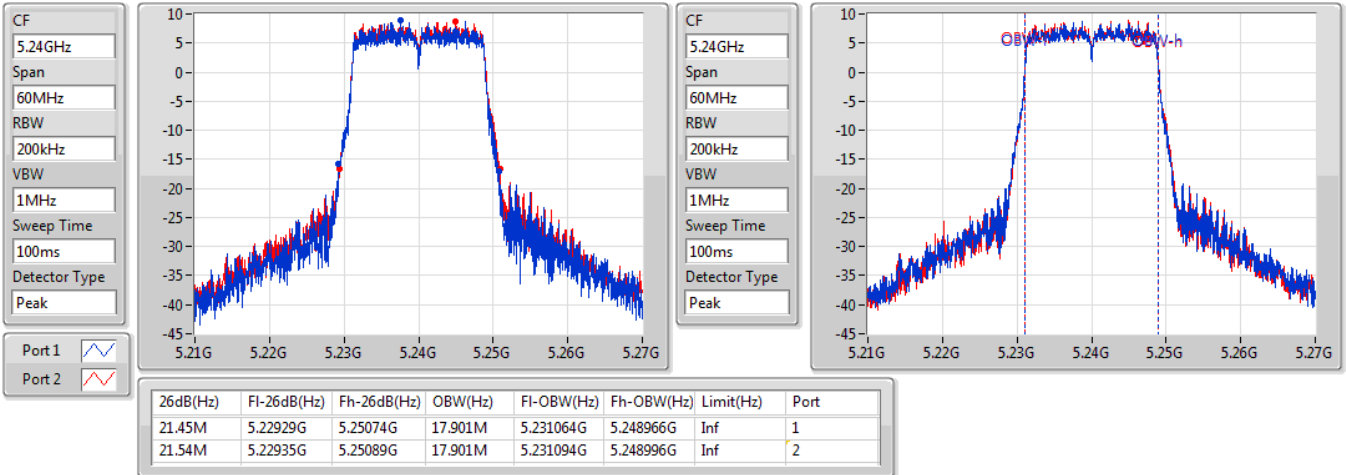 CF
5.24GHz
Span
60MHz
RBW
200kHz
VBW
1MHz
Sweep Time
100ms
Detector Type
Peak
Port 1
Port 2
10
5
0
-5
-10
-15
-20
-25
-30
-35
-40
-45
5.21G 5.22G 5.23G 5.24G 5.25G 5.26G 5.27G
CF
5.24GHz
Span
60MHz
RBW
200kHz
VBW
1MHz
Sweep Time
100ms
Detector Type
Peak
10
5
0
-5
-10
-15
-20
-25
-30
-35
-40
-45
OBW-h
5.21G 5.22G 5.23G 5.24G 5.25G 5.26G 5.27G
26dB(Hz) Fl-26dB(Hz) Fh-26dB(Hz) OBW(Hz) Fl-OBW(Hz) Fh-OBW(Hz) Limit(Hz) Port
21.45M 5.22929G 5.25074G 17.901M 5.231064G 5.248966G Inf 1
21.54M 5.22935G 5.25089G 17.901M 5.231094G 5.248996G Inf 2